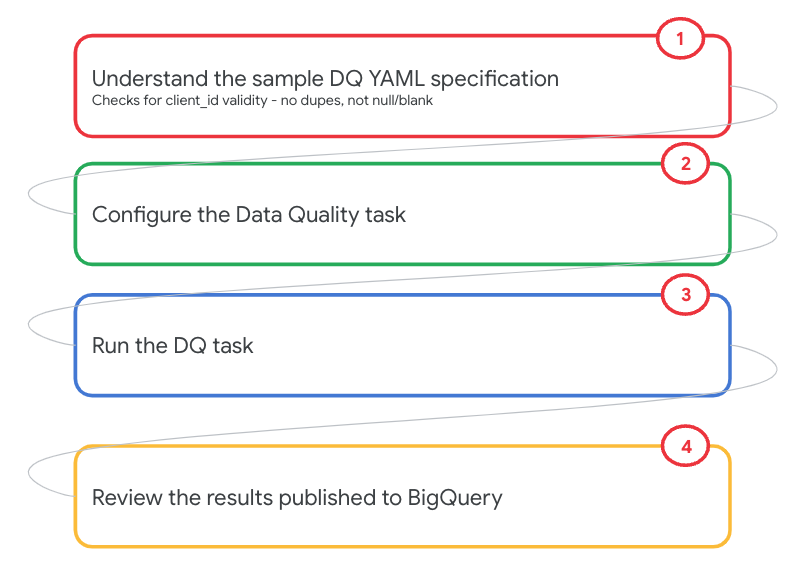 1
Understand the sample DQ YAML specification
Checks for client_id validity - no dupes, not null/blank
2
Configure the Data Quality task
3
Run the DQ task
4
Review the results published to BigQuery